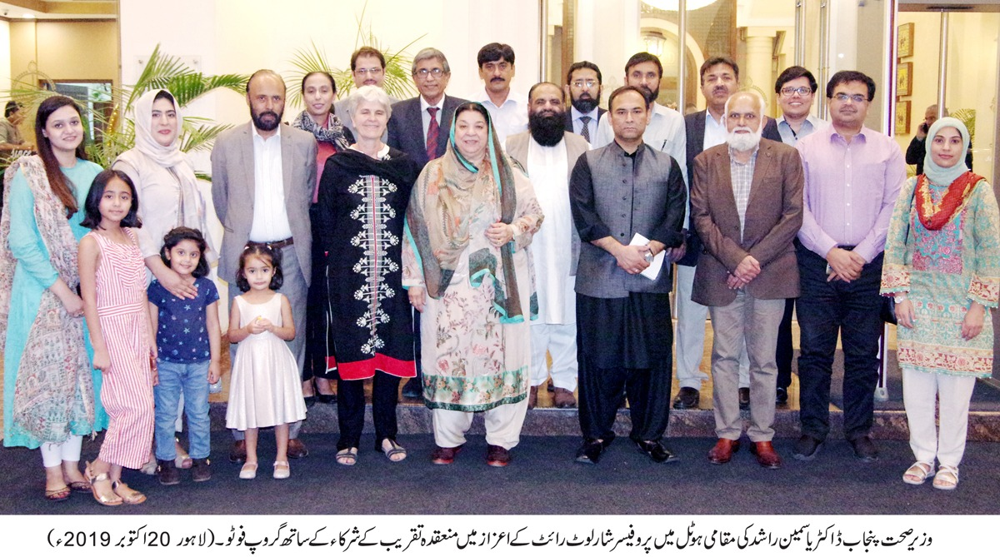 وزیر صحت پنجاب ڈاکٹر یاسمین راشد کی مقامی ہوٹل میں پروفیسر شارلوٹ رائٹ کے اعزاز میں منعقدہ تقریب کے شرکاء کے ساتھ گروپ فوٹو۔ (لاہور 20 اکتوبر 2019ء)